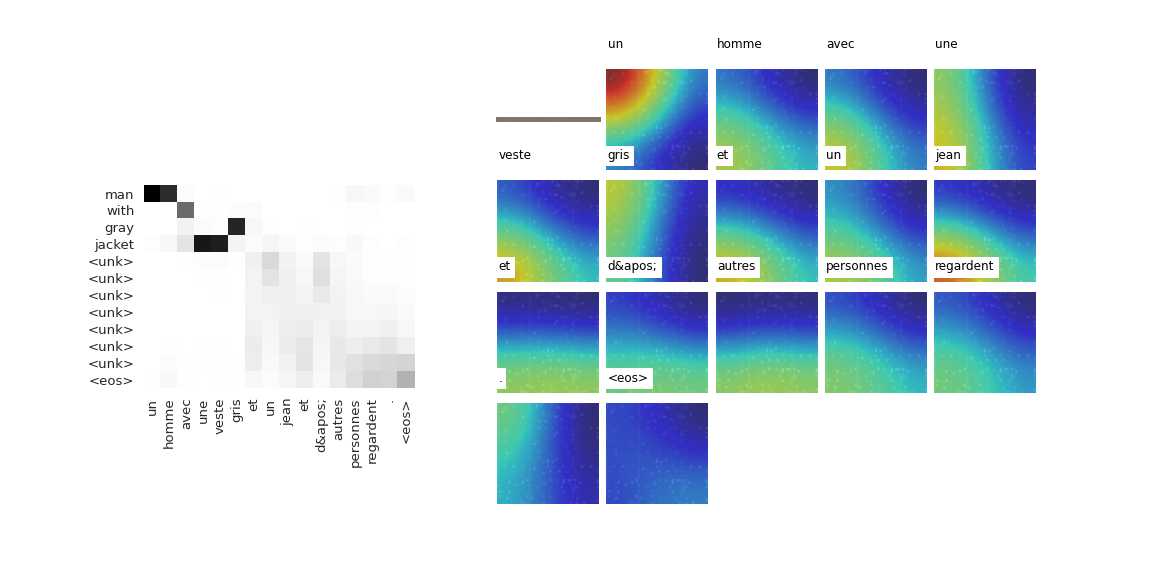 man
with
gray
jacket
<unk>
<unk>
<unk>
<unk>
<unk>
<unk>
<unk>
<eos>
un
homme
avec
une
veste
gris
et
un
jean
et
d&apos;
autres
personnes
regardent
.
<eos>
un homme avec une
veste gris et un jean
et d&apos; autres personnes regardent
. <eos>